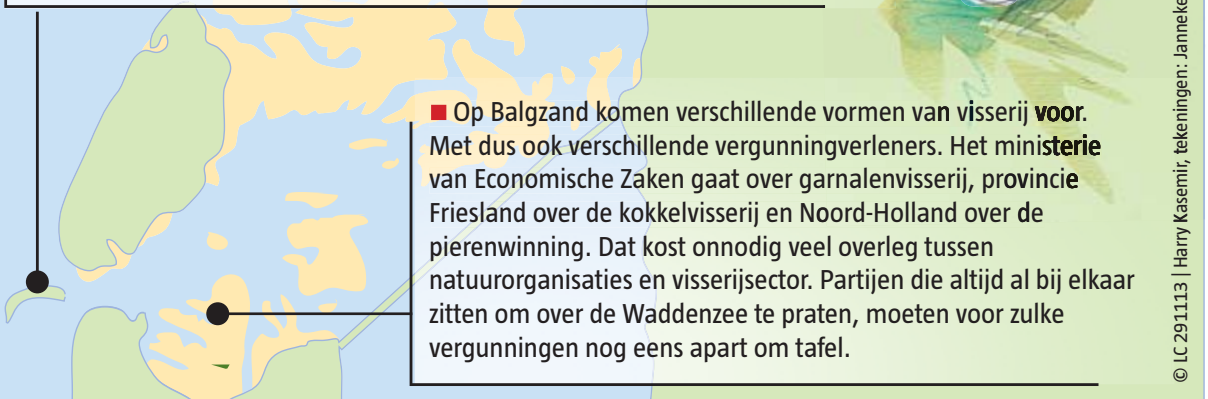 ■ Op Balgzand komen verschillende vormen van visserij voor.
Met dus ook verschillende vergunningverleners. Het ministerie
van Economische Zaken gaat over garnalenvisserij, provincie
Friesland over de kokkelvisserij en Noord-Holland over de
pierenwinning. Dat kost onnodig veel overleg tussen
natuurorganisaties en visserijsector. Partijen die altijd al bij elkaar
zitten om over de Waddenzee te praten, moeten voor zulke
vergunningen nog eens apart om tafel.
© LC 291113 | Harry Kasemir, tekeningen: Janneke